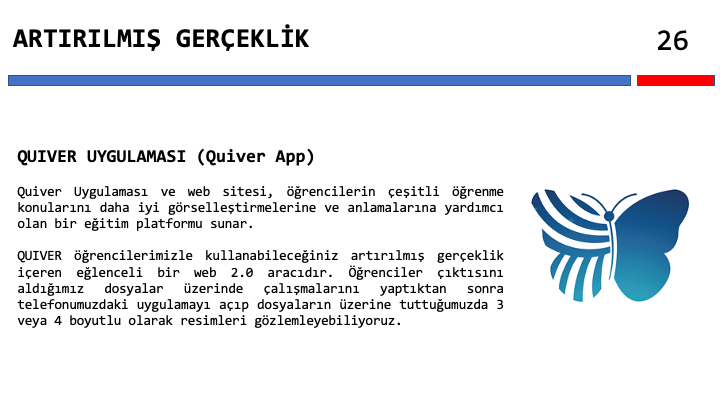 ARTIRILMIŞ GERÇEKLİK
26
QUIVER UYGULAMASI (Quiver App)
Quiver Uygulaması ve web sitesi, öğrencilerin çeşitli öğrenme
konularını daha iyi görselleştirmelerine ve anlamalarına yardımcı
olan bir eğitim platformu sunar.
QUIVER öğrencilerimizle kullanabileceğiniz artırılmış gerçeklik
içeren eğlenceli bir web 2.0 aracıdır. Öğrenciler çıktısını
aldığımız dosyalar üzerinde çalışmalarını yaptıktan sonra
telefonumuzdaki uygulamayı açıp dosyaların üzerine tuttuğumuzda 3
veya 4 boyutlu olarak resimleri gözlemleyebiliyoruz.